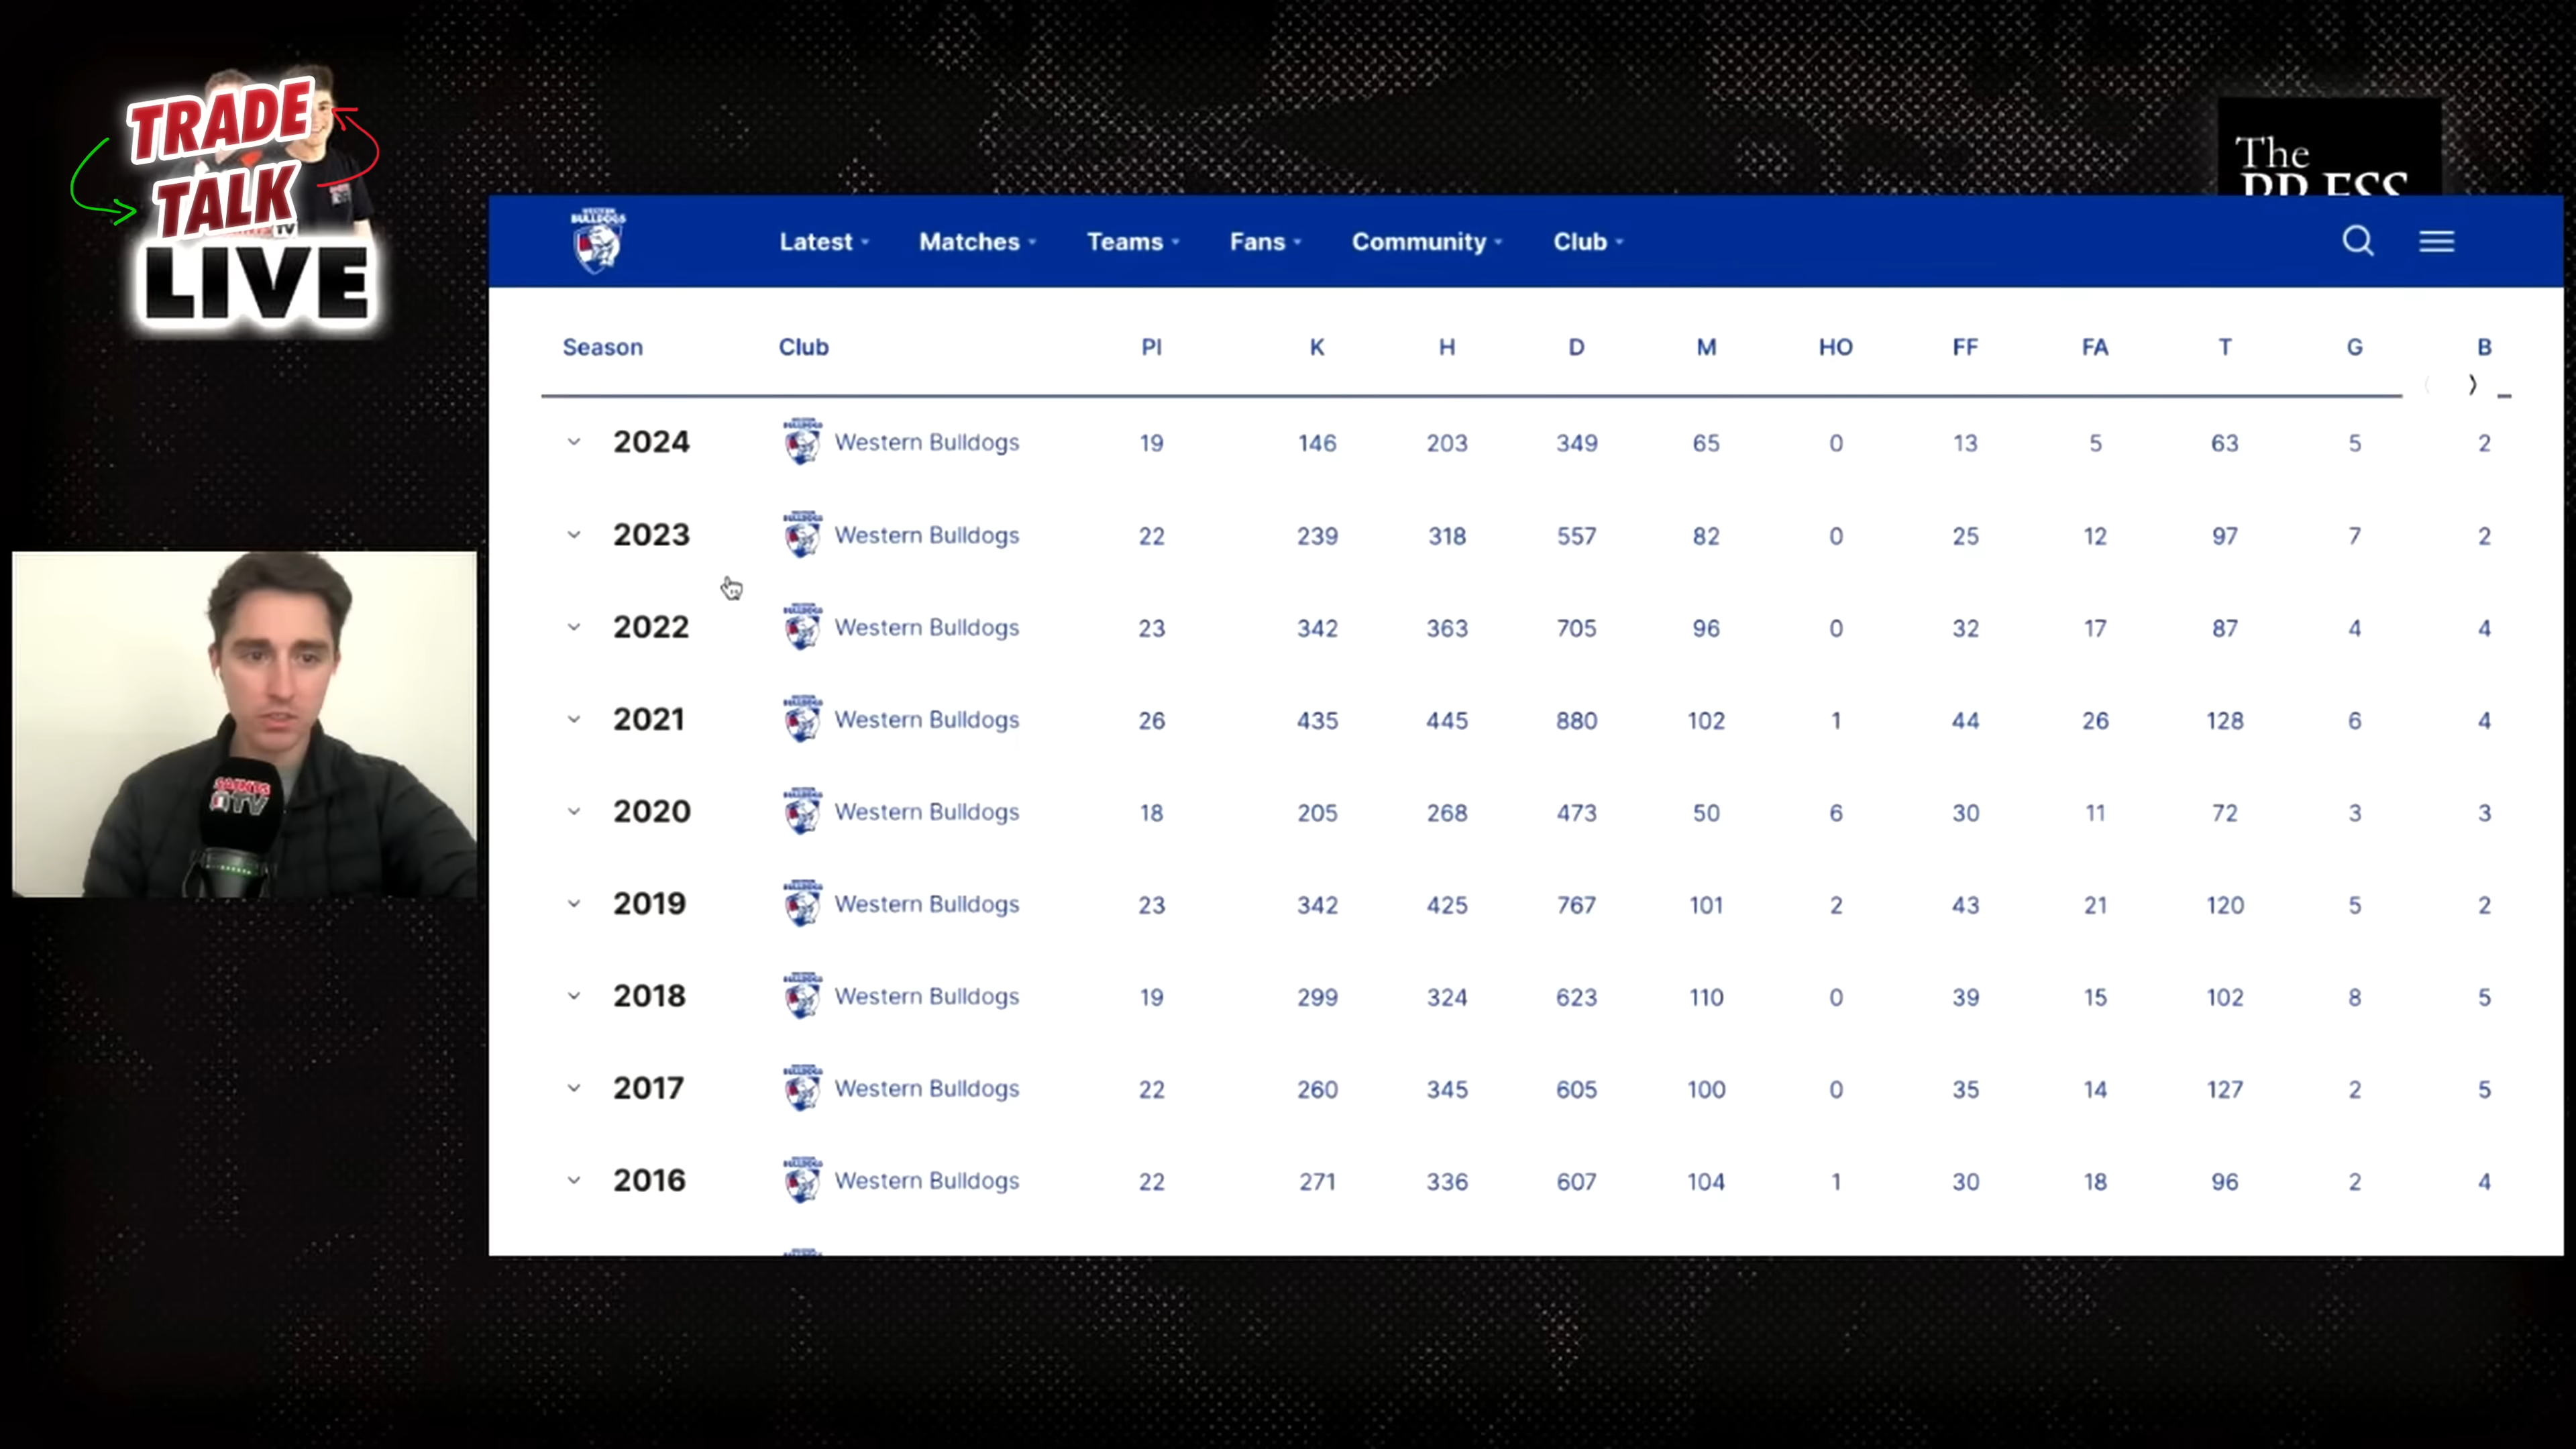 TRADE
TALK
TV
LIVE
The
PRESS
WESTERN
BULLDOGS
Latest
Matches
Teams
Fans
Community
Club
Season Club PI K H D M HO FF FA T G B
2024 Western Bulldogs 19 146 203 349 65 0 13 5 63 5 2
2023 Western Bulldogs 22 239 318 557 82 0 25 12 97 7 2
2022 Western Bulldogs 23 342 363 705 96 0 32 17 87 4 4
2021 Western Bulldogs 26 435 445 880 102 1 44 26 128 6 4
2020 Western Bulldogs 18 205 268 473 50 6 30 11 72 3 3
2019 Western Bulldogs 23 342 425 767 101 2 43 21 120 5 2
2018 Western Bulldogs 19 299 324 623 110 0 39 15 102 8 5
2017 Western Bulldogs 22 260 345 605 100 0 35 14 127 2 5
2016 Western Bulldogs 22 271 336 607 104 1 30 18 96 2 4
SAINTS
TV